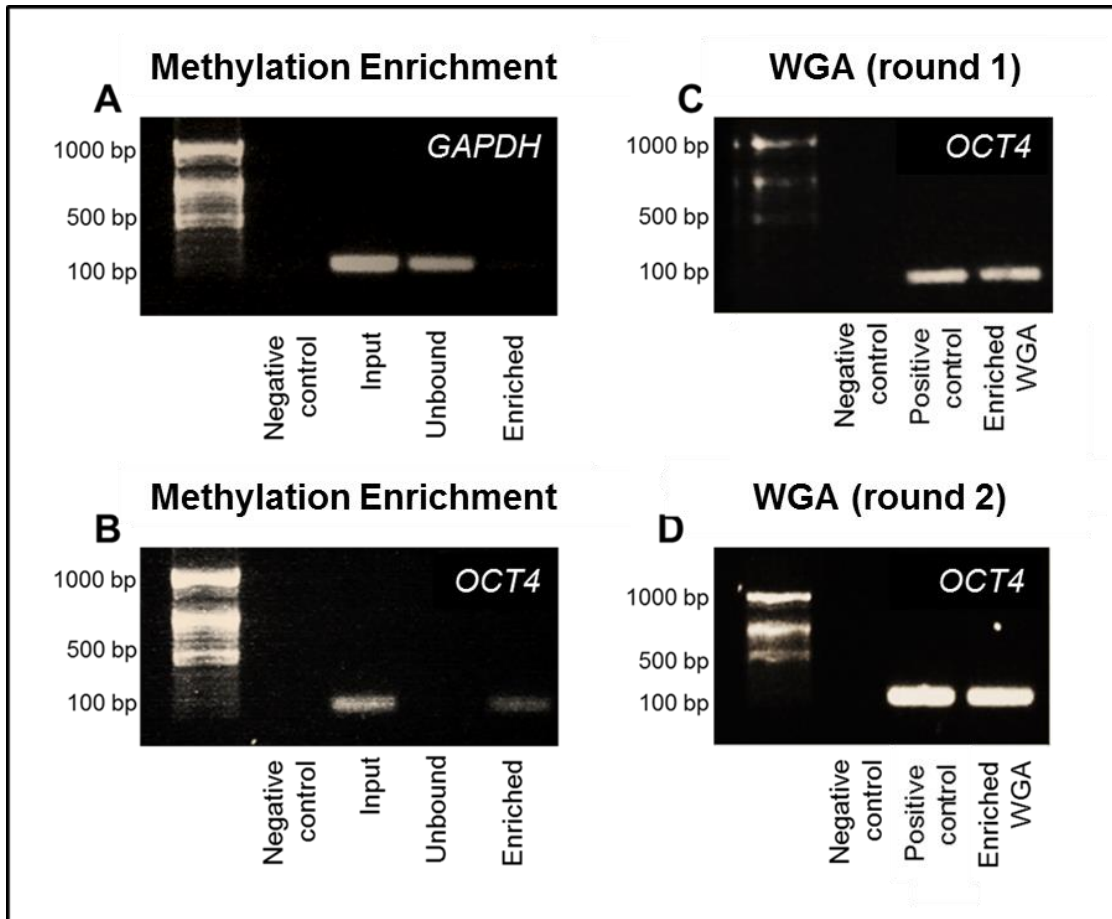 Methylation Enrichment
A
GAPDH
1000 bp
500 bp
100 bp
Negative
control
Input
Unbound
Enriched
Methylation Enrichment
B
OCT4
1000 bp
500 bp
100 bp
Negative
control
Input
Unbound
Enriched
WGA (round 1)
C
OCT4
1000 bp
500 bp
100 bp
Negative
control
Positive
control
Enriched
WGA
WGA (round 2)
D
OCT4
1000 bp
500 bp
100 bp
Negative
control
Positive
control
Enriched
WGA